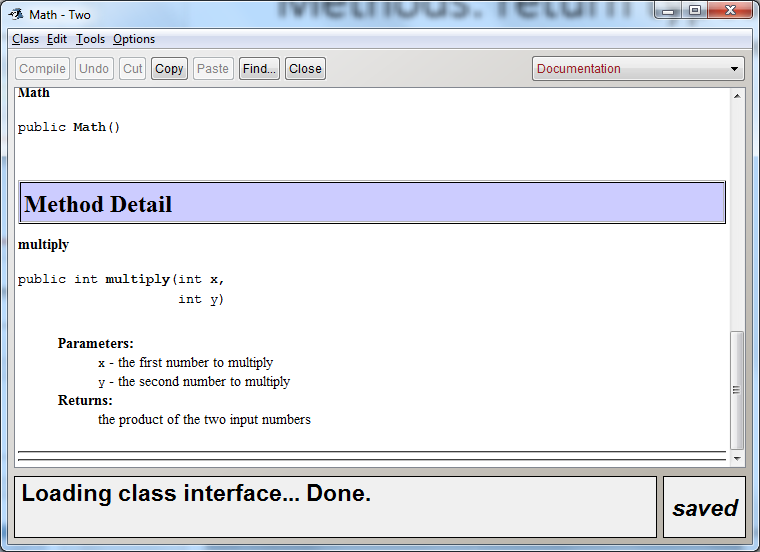 Methods: return
Math - Two
Class Edit Tools Options
Compile Undo Cut Copy Paste Find... Close Documentation
Math
public Math()
Method Detail
multiply
public int multiply(int x,
int y)
Parameters:
x - the first number to multiply
y - the second number to multiply
Returns:
the product of the two input numbers
Loading class interface... Done.
saved